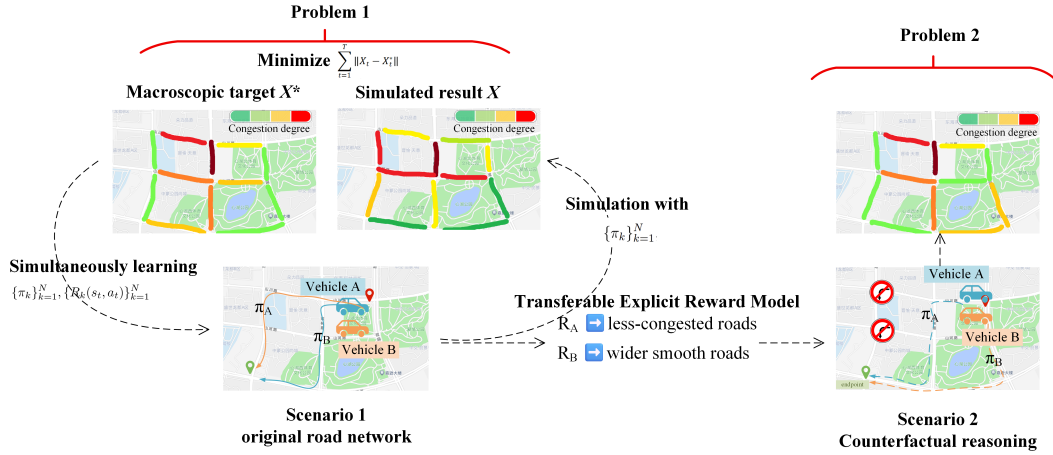 Problem 1
Minimize $\sum_{t=1}^{T} \|X_t - X_t^*\|$
Macroscopic target X*
Simulated result X
Congestion degree
Congestion degree
Simultaneously learning
$\{\pi_k\}_{k=1}^{N}, \{R_k(s_t, a_t)\}_{k=1}^{N}$
Simulation with
$\{\pi_k\}_{k=1}^{N}$
π_A
π_B
Vehicle A
Vehicle B
Scenario 1
original road network
Transferable Explicit Reward Model
R_A ➡ less-congested roads
R_B ➡ wider smooth roads
Problem 2
Congestion degree
Vehicle A
π_A
Vehicle B
π_B
endpoint
Scenario 2
Counterfactual reasoning